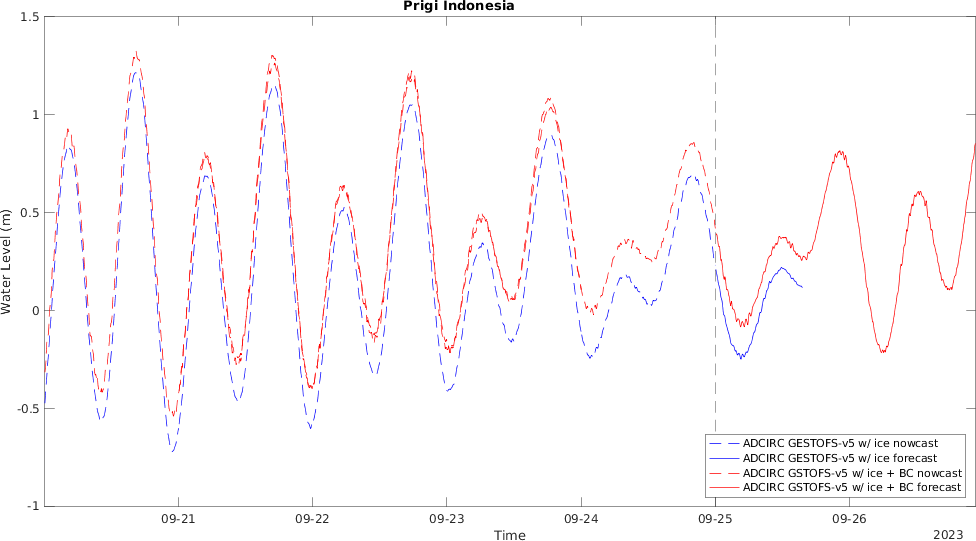 Prigi Indonesia
1.5
1
0.5
0
-0.5
-1
Water Level (m)
09-21
09-22
09-23
09-24
09-25
09-26
Time
2023
ADCIRC GESTOFS-v5 w/ ice nowcast
ADCIRC GESTOFS-v5 w/ ice forecast
ADCIRC GSTOFS-v5 w/ ice + BC nowcast
ADCIRC GSTOFS-v5 w/ ice + BC forecast